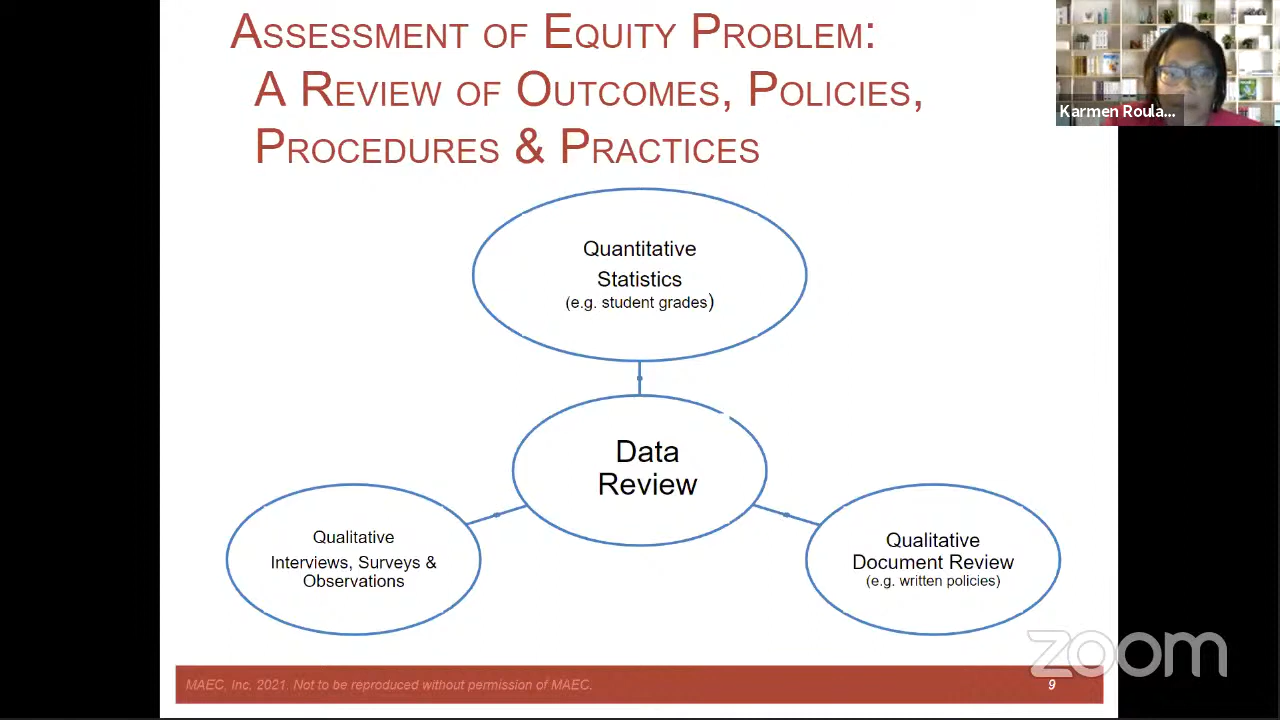 ASSESSMENT OF EQUITY PROBLEM:
A REVIEW OF OUTCOMES, POLICIES,
PROCEDURES & PRACTICES
Karmen Roula...
Quantitative
Statistics
(e.g. student grades)
Data
Review
Qualitative
Interviews, Surveys &
Observations
Qualitative
Document Review
(e.g. written policies)
zoom
MAEC, Inc. 2021. Not to be reproduced without permission of MAEC.
9